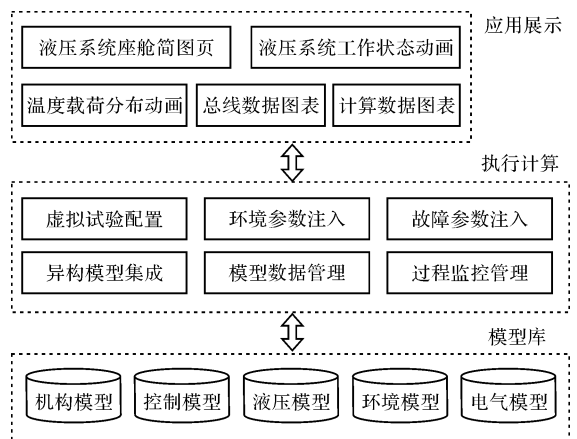 应用展示
液压系统座舱简图页 液压系统工作状态动画
温度载荷分布动画 总线数据图表 计算数据图表
执行计算
虚拟试验配置 环境参数注入 故障参数注入
异构模型集成 模型数据管理 过程监控管理
模型库
机构模型 控制模型 液压模型 环境模型 电气模型